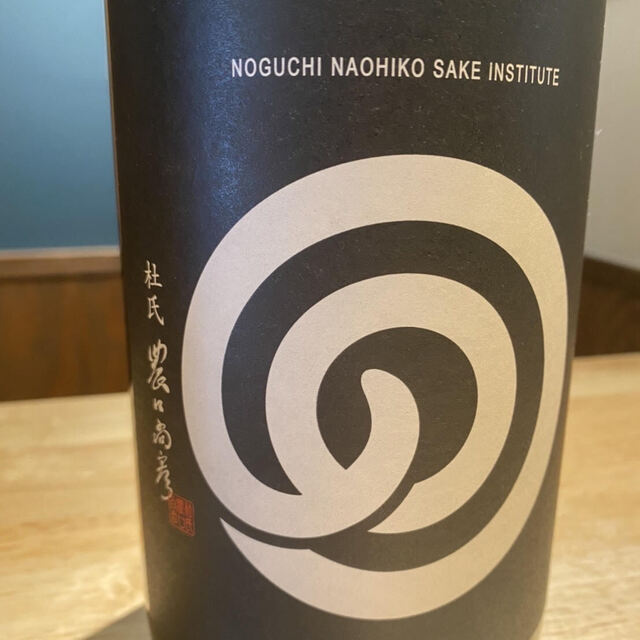 NOGUCHI NAOHIKO SAKE INSTITUTE
杜氏 農口尚彦